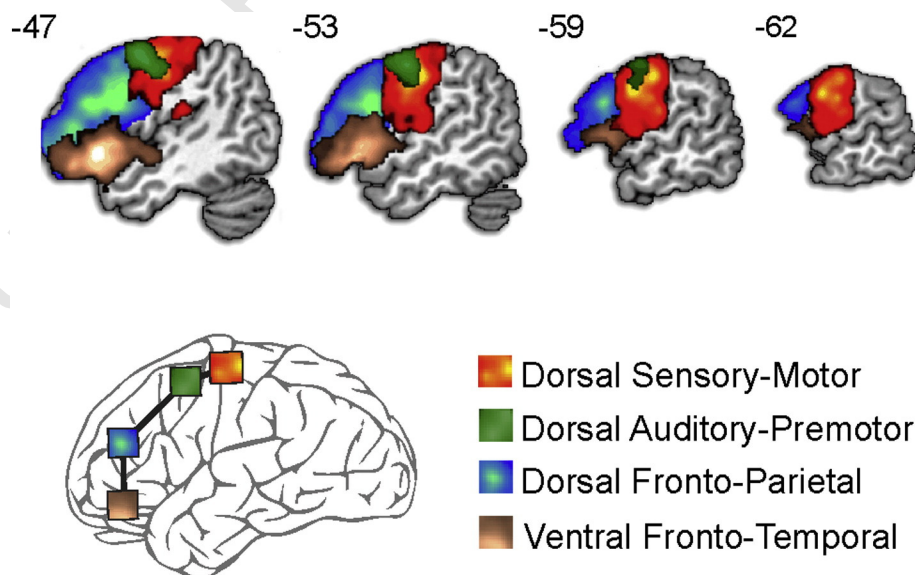 -47
-53
-59
-62
Dorsal Sensory-Motor
Dorsal Auditory-Premotor
Dorsal Fronto-Parietal
Ventral Fronto-Temporal